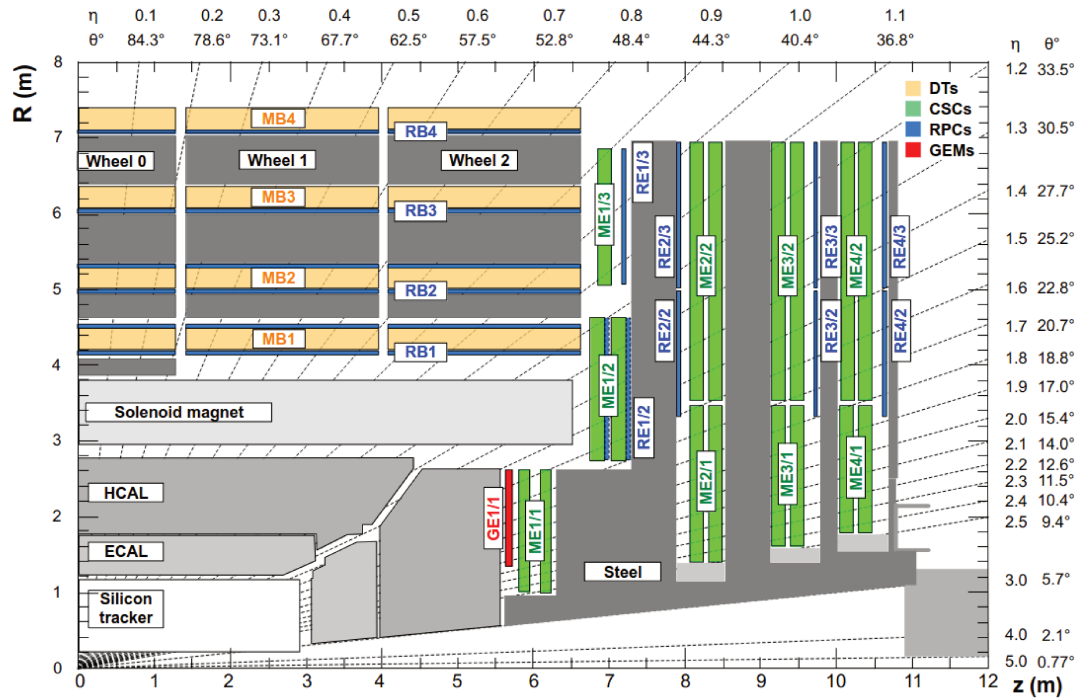 η 0.1 0.2 0.3 0.4 0.5 0.6 0.7 0.8 0.9 1.0 1.1
θ° 84.3° 78.6° 73.1° 67.7° 62.5° 57.5° 52.8° 48.4° 44.3° 40.4° 36.8° η θ°
R (m)
8
7
6
5
4
3
2
1
0
1.2 33.5°
1.3 30.5°
1.4 27.7°
1.5 25.2°
1.6 22.8°
1.7 20.7°
1.8 18.8°
1.9 17.0°
2.0 15.4°
2.1 14.0°
2.2 12.6°
2.3 11.5°
2.4 10.4°
2.5 9.4°
3.0 5.7°
4.0 2.1°
5.0 0.77°
DTs
CSCs
RPCs
GEMs
MB4
RB4
Wheel 0
Wheel 1
Wheel 2
MB3
RB3
MB2
RB2
MB1
RB1
Solenoid magnet
HCAL
ECAL
Silicon
tracker
Steel
GE1/1
ME1/1
ME1/2
ME1/3
RE1/3
RE1/2
RE2/3
RE2/2
ME2/2
ME2/1
ME3/2
ME3/1
RE3/3
RE3/2
ME4/2
ME4/1
RE4/3
RE4/2
0 1 2 3 4 5 6 7 8 9 10 11 12
z (m)